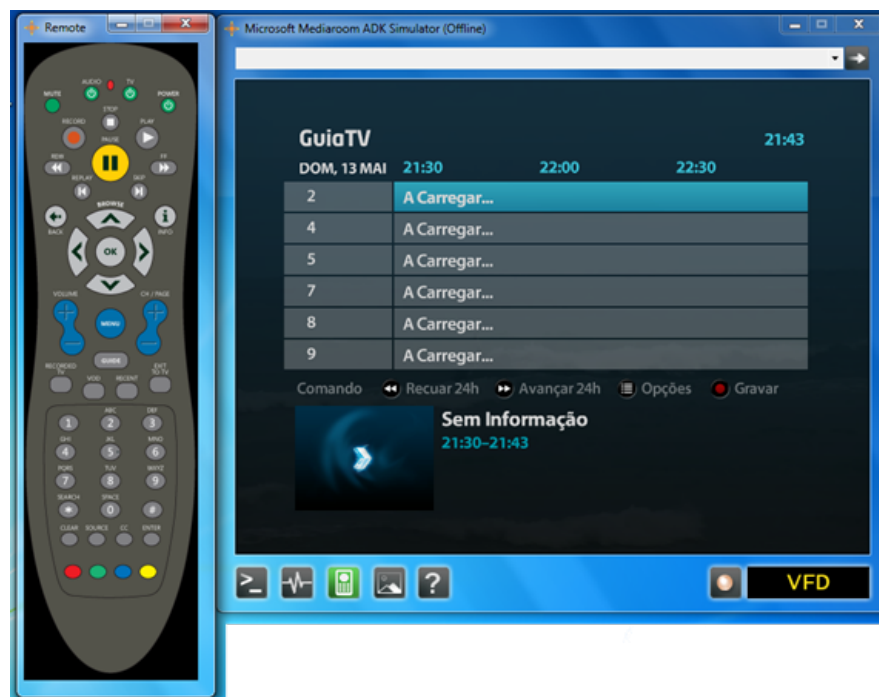 Remote
AUDIO TV
MUTE POWER
STOP
RECORD PLAY
PAUSE
REW FF
REPLAY SKIP
BROWSE
BACK INFO
OK
VOLUME CH / PAGE
MENU
GUIDE
RECORDED TV VOD RECENT EXIT TO TV
ABC DEF
1 2 3
GHI JKL MNO
4 5 6
PQRS TUV WXYZ
7 8 9
SEARCH SPACE
* 0 #
CLEAR SOURCE CC ENTER
Microsoft Mediaroom ADK Simulator (Offline)
GuiaTV 21:43
DOM, 13 MAI 21:30 22:00 22:30
2 A Carregar...
4 A Carregar...
5 A Carregar...
7 A Carregar...
8 A Carregar...
9 A Carregar...
Comando Recuar 24h Avançar 24h Opções Gravar
Sem Informação
21:30–21:43
VFD